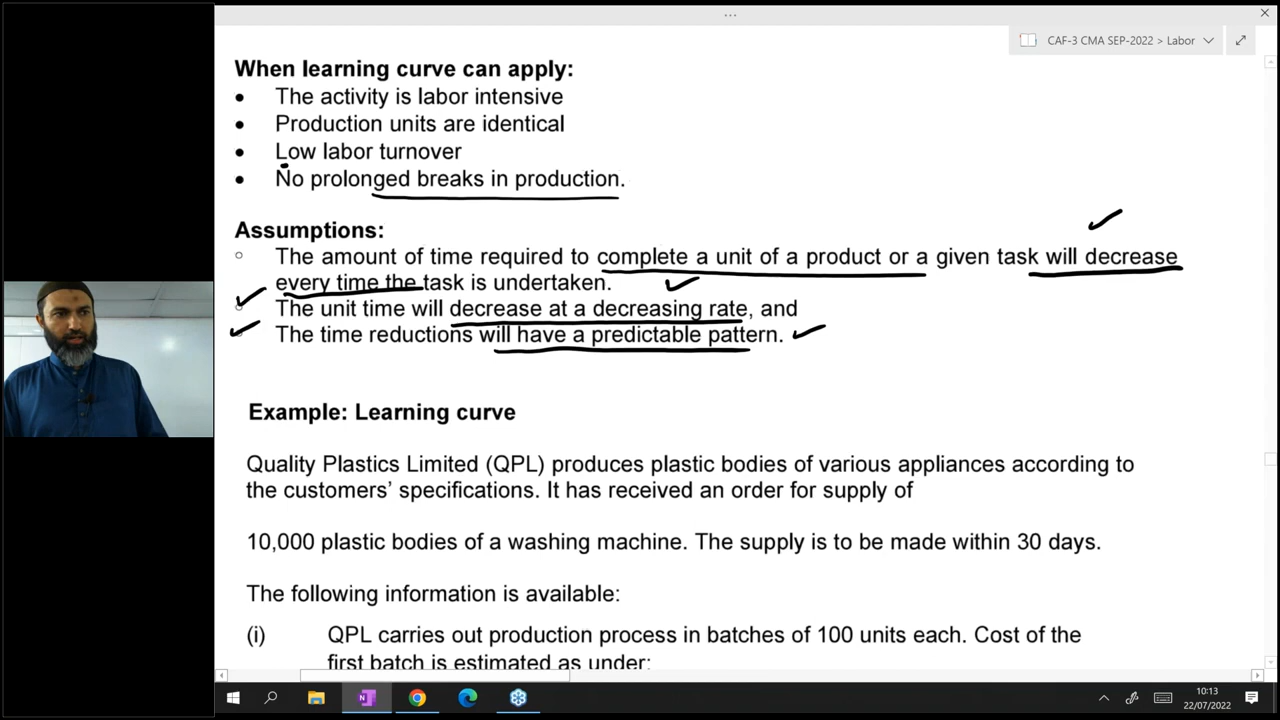 CAF-3 CMA SEP-2022 > Labor
When learning curve can apply:
• The activity is labor intensive
• Production units are identical
• Low labor turnover
• No prolonged breaks in production.
Assumptions:
○ The amount of time required to complete a unit of a product or a given task will decrease
every time the task is undertaken.
○ The unit time will decrease at a decreasing rate, and
The time reductions will have a predictable pattern.
Example: Learning curve
Quality Plastics Limited (QPL) produces plastic bodies of various appliances according to
the customers’ specifications. It has received an order for supply of
10,000 plastic bodies of a washing machine. The supply is to be made within 30 days.
The following information is available:
(i) QPL carries out production process in batches of 100 units each. Cost of the
first batch is estimated as under:
10:13
22/07/2022